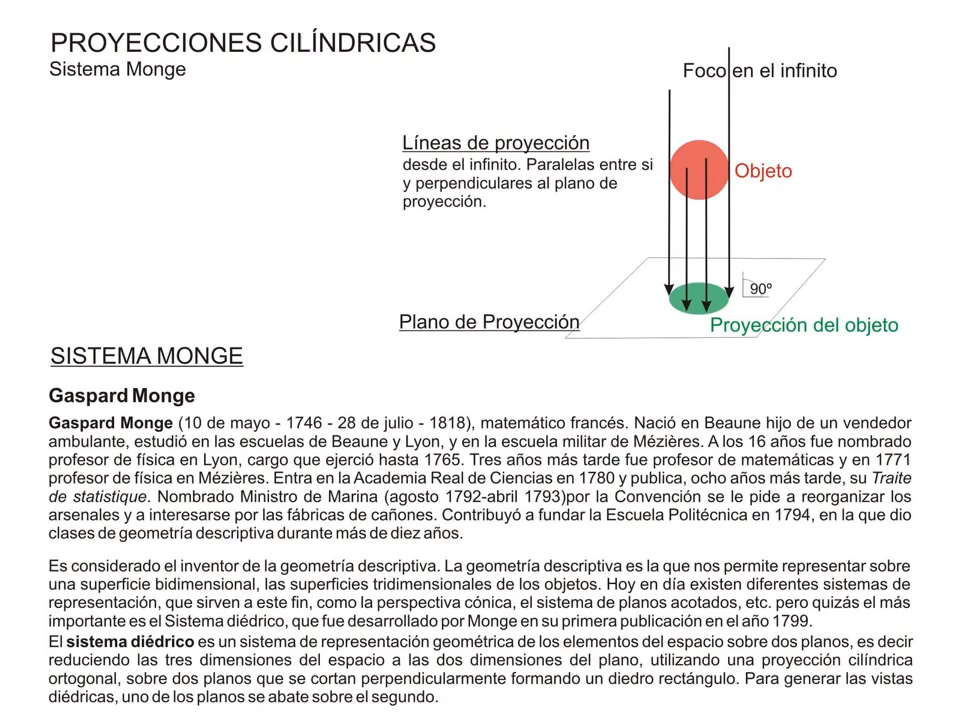 PROYECCIONES CILÍNDRICAS
Sistema Monge
Foco en el infinito
Líneas de proyección
desde el infinito. Paralelas entre si
y perpendiculares al plano de
proyección.
Objeto
90º
Plano de Proyección
Proyección del objeto
SISTEMA MONGE
Gaspard Monge
Gaspard Monge (10 de mayo - 1746 - 28 de julio - 1818), matemático francés. Nació en Beaune hijo de un vendedor
ambulante, estudió en las escuelas de Beaune y Lyon, y en la escuela militar de Mézières. A los 16 años fue nombrado
profesor de física en Lyon, cargo que ejerció hasta 1765. Tres años más tarde fue profesor de matemáticas y en 1771
profesor de física en Mézières. Entra en la Academia Real de Ciencias en 1780 y publica, ocho años más tarde, su Traite
de statistique. Nombrado Ministro de Marina (agosto 1792-abril 1793)por la Convención se le pide a reorganizar los
arsenales y a interesarse por las fábricas de cañones. Contribuyó a fundar la Escuela Politécnica en 1794, en la que dio
clases de geometría descriptiva durante más de diez años.
Es considerado el inventor de la geometría descriptiva. La geometría descriptiva es la que nos permite representar sobre
una superficie bidimensional, las superficies tridimensionales de los objetos. Hoy en día existen diferentes sistemas de
representación, que sirven a este fin, como la perspectiva cónica, el sistema de planos acotados, etc. pero quizás el más
importante es el Sistema diédrico, que fue desarrollado por Monge en su primera publicación en el año 1799.
El sistema diédrico es un sistema de representación geométrica de los elementos del espacio sobre dos planos, es decir
reduciendo las tres dimensiones del espacio a las dos dimensiones del plano, utilizando una proyección cilíndrica
ortogonal, sobre dos planos que se cortan perpendicularmente formando un diedro rectángulo. Para generar las vistas
diédricas, uno de los planos se abate sobre el segundo.